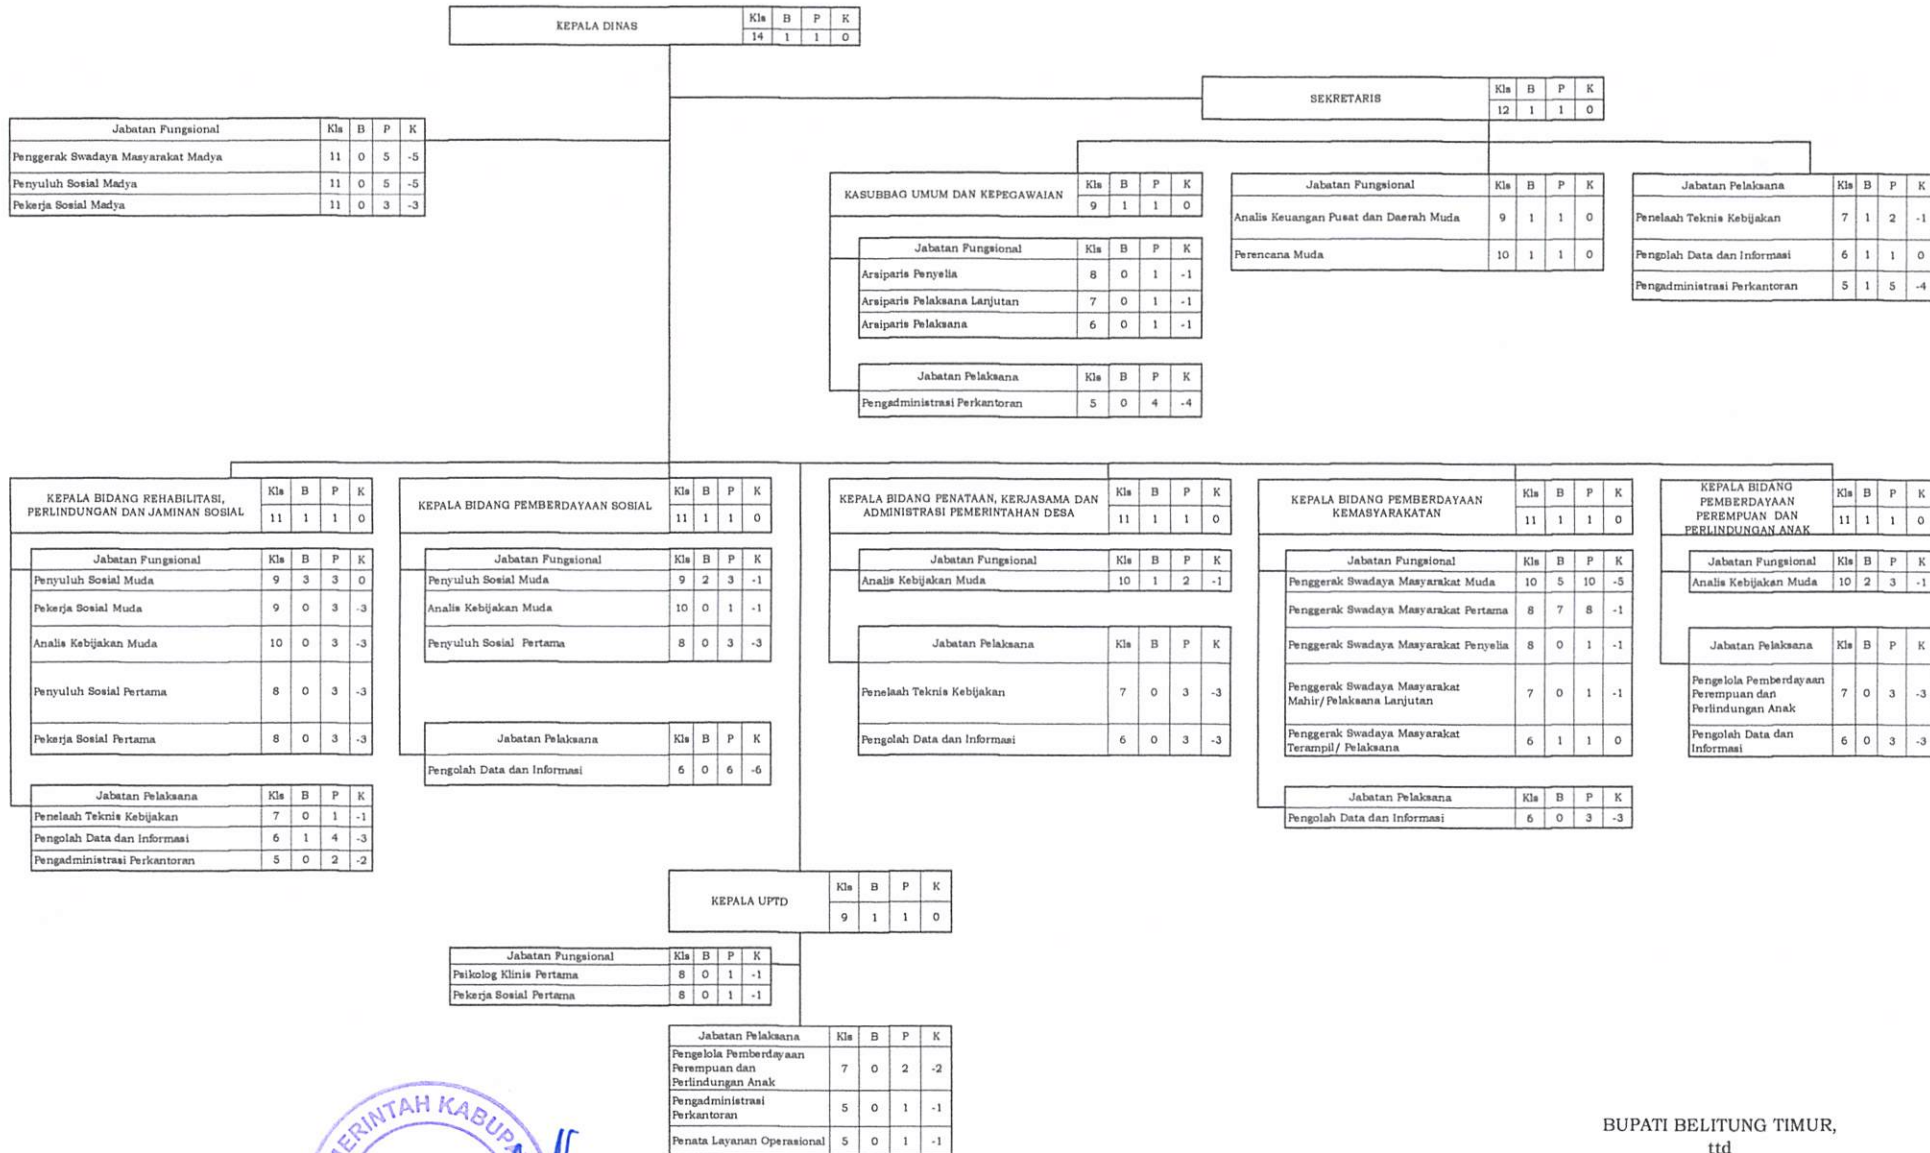 KEPALA DINAS Kls B P K
14 1 1 0
SEKRETARIS Kls B P K
12 1 1 0
Jabatan Fungsional Kls B P K
Penggerak Swadaya Masyarakat Madya 11 0 5 -5
Penyuluh Sosial Madya 11 0 5 -5
Pekerja Sosial Madya 11 0 3 -3
KASUBBAG UMUM DAN KEPEGAWAIAN Kls B P K
9 1 1 0
Jabatan Fungsional Kls B P K
Arsiparis Penyelia 8 0 1 -1
Arsiparis Pelaksana Lanjutan 7 0 1 -1
Arsiparis Pelaksana 6 0 1 -1
Jabatan Pelaksana Kls B P K
Pengadministrasi Perkantoran 5 0 4 -4
Jabatan Fungsional Kls B P K
Analis Keuangan Pusat dan Daerah Muda 9 1 1 0
Perencana Muda 10 1 1 0
Jabatan Pelaksana Kls B P K
Penelaah Teknis Kebijakan 7 1 2 -1
Pengolah Data dan Informasi 6 1 1 0
Pengadministrasi Perkantoran 5 1 5 -4
KEPALA BIDANG REHABILITASI,
PERLINDUNGAN DAN JAMINAN SOSIAL
Kls B P K
11 1 1 0
Jabatan Fungsional Kls B P K
Penyuluh Sosial Muda 9 3 3 0
Pekerja Sosial Muda 9 0 3 -3
Analis Kebijakan Muda 10 0 3 -3
Penyuluh Sosial Pertama 8 0 3 -3
Pekerja Sosial Pertama 8 0 3 -3
Jabatan Pelaksana Kls B P K
Penelaah Teknis Kebijakan 7 0 1 -1
Pengolah Data dan Informasi 6 1 4 -3
Pengadministrasi Perkantoran 5 0 2 -2
KEPALA BIDANG PEMBERDAYAAN SOSIAL Kls B P K
11 1 1 0
Jabatan Fungsional Kls B P K
Penyuluh Sosial Muda 9 2 3 -1
Analis Kebijakan Muda 10 0 1 -1
Penyuluh Sosial Pertama 8 0 3 -3
Jabatan Pelaksana Kls B P K
Pengolah Data dan Informasi 6 0 6 -6
KEPALA BIDANG PENATAAN, KERJASAMA DAN
ADMINISTRASI PEMERINTAHAN DESA
Kls B P K
11 1 1 0
Jabatan Fungsional Kls B P K
Analis Kebijakan Muda 10 1 2 -1
Jabatan Pelaksana Kls B P K
Penelaah Teknis Kebijakan 7 0 3 -3
Pengolah Data dan Informasi 6 0 3 -3
KEPALA BIDANG PEMBERDAYAAN
KEMASYARAKATAN
Kls B P K
11 1 1 0
Jabatan Fungsional Kls B P K
Penggerak Swadaya Masyarakat Muda 10 5 10 -5
Penggerak Swadaya Masyarakat Pertama 8 7 8 -1
Penggerak Swadaya Masyarakat Penyelia 8 0 1 -1
Penggerak Swadaya Masyarakat
Mahir/Pelaksana Lanjutan 7 0 1 -1
Penggerak Swadaya Masyarakat
Terampil/ Pelaksana 6 1 1 0
Jabatan Pelaksana Kls B P K
Pengolah Data dan Informasi 6 0 3 -3
KEPALA BIDANG
PEMBERDAYAAN
PEREMPUAN DAN
PERLINDUNGAN ANAK
Kls B P K
11 1 1 0
Jabatan Fungsional Kls B P K
Analis Kebijakan Muda 10 2 3 -1
Jabatan Pelaksana Kls B P K
Pengelola Pemberdayaan
Perempuan dan
Perlindungan Anak
7 0 3 -3
Pengolah Data dan
Informasi 6 0 3 -3
KEPALA UPTD Kls B P K
9 1 1 0
Jabatan Fungsional Kls B P K
Psikolog Klinis Pertama 8 0 1 -1
Pekerja Sosial Pertama 8 0 1 -1
Jabatan Pelaksana Kls B P K
Pengelola Pemberdayaan
Perempuan dan
Perlindungan Anak
7 0 2 -2
Pengadministrasi
Perkantoran 5 0 1 -1
Penata Layanan Operasional 5 0 1 -1
BUPATI BELITUNG TIMUR,
ttd